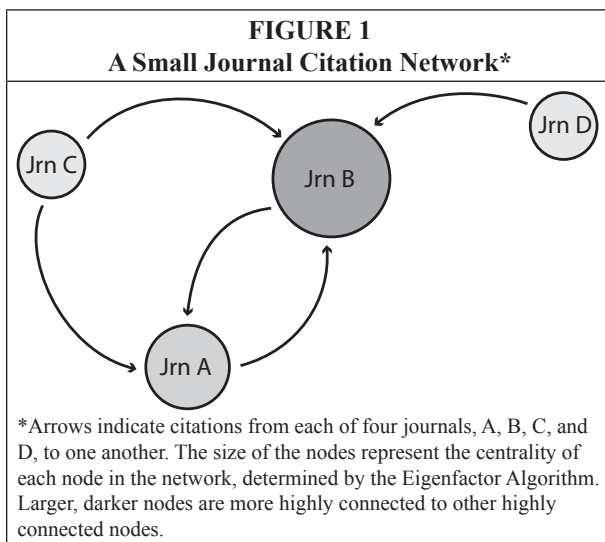 FIGURE 1
A Small Journal Citation Network*
Jrn C
Jrn B
Jrn D
Jrn A
*Arrows indicate citations from each of four journals, A, B, C, and
D, to one another. The size of the nodes represent the centrality of
each node in the network, determined by the Eigenfactor Algorithm.
Larger, darker nodes are more highly connected to other highly
connected nodes.